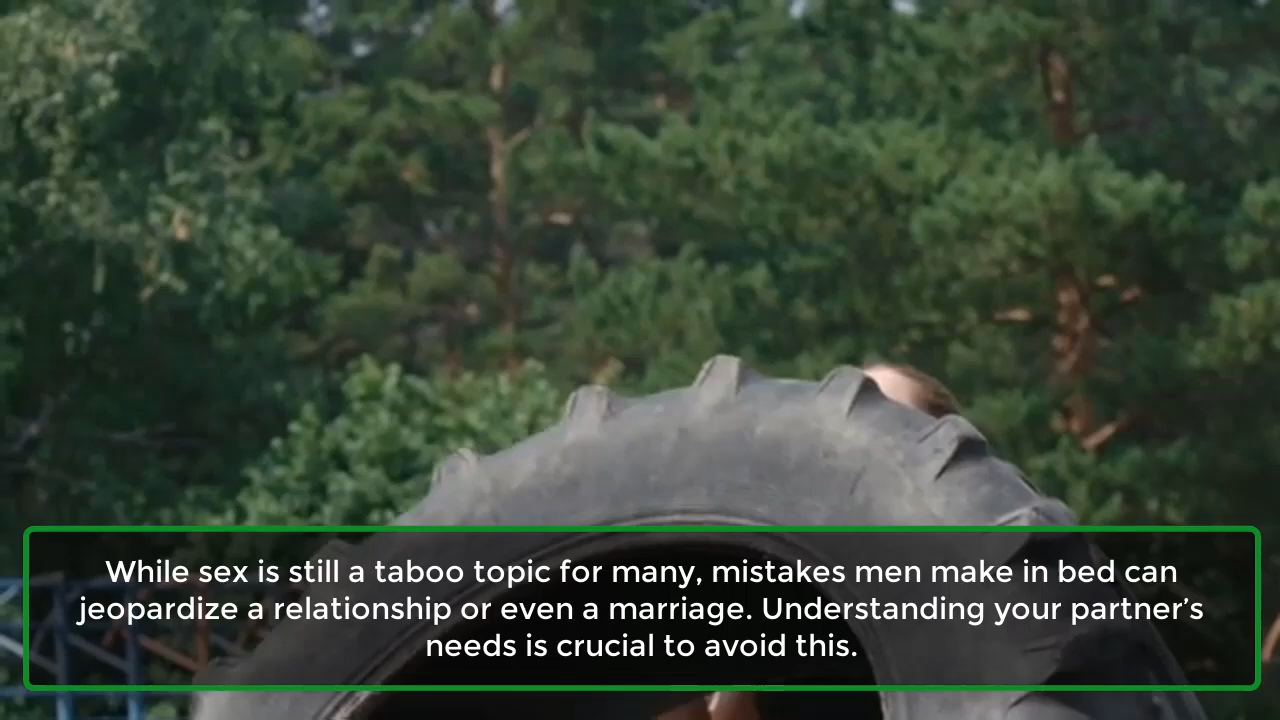 While sex is still a taboo topic for many, mistakes men make in bed can
jeopardize a relationship or even a marriage. Understanding your partner’s
needs is crucial to avoid this.